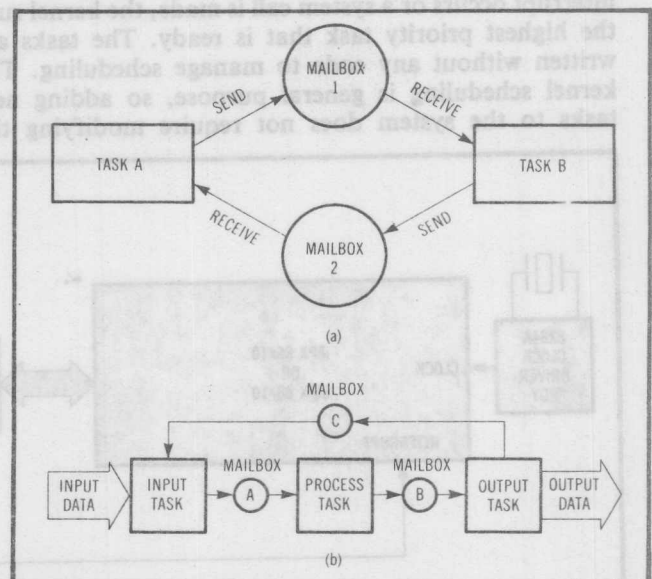 interrupt occurs or a system call is made, the kernel
the highest priority task that is ready. The tasks
written without any to manage scheduling.
kernel scheduling is general purpose, so adding
tasks to the system does not require modifying
MAILBOX
1
SEND
RECEIVE
TASK A
TASK B
RECEIVE
SEND
MAILBOX
2
(a)
CLOCK
MAILBOX
C
INPUT
DATA
INPUT
TASK
MAILBOX
A
PROCESS
TASK
MAILBOX
B
OUTPUT
TASK
OUTPUT
DATA
(b)